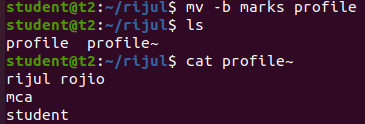 student@t2:~/rijul$ mv -b marks profile
student@t2:~/rijul$ ls
profile  profile~
student@t2:~/rijul$ cat profile~
rijul rojio
mca
student